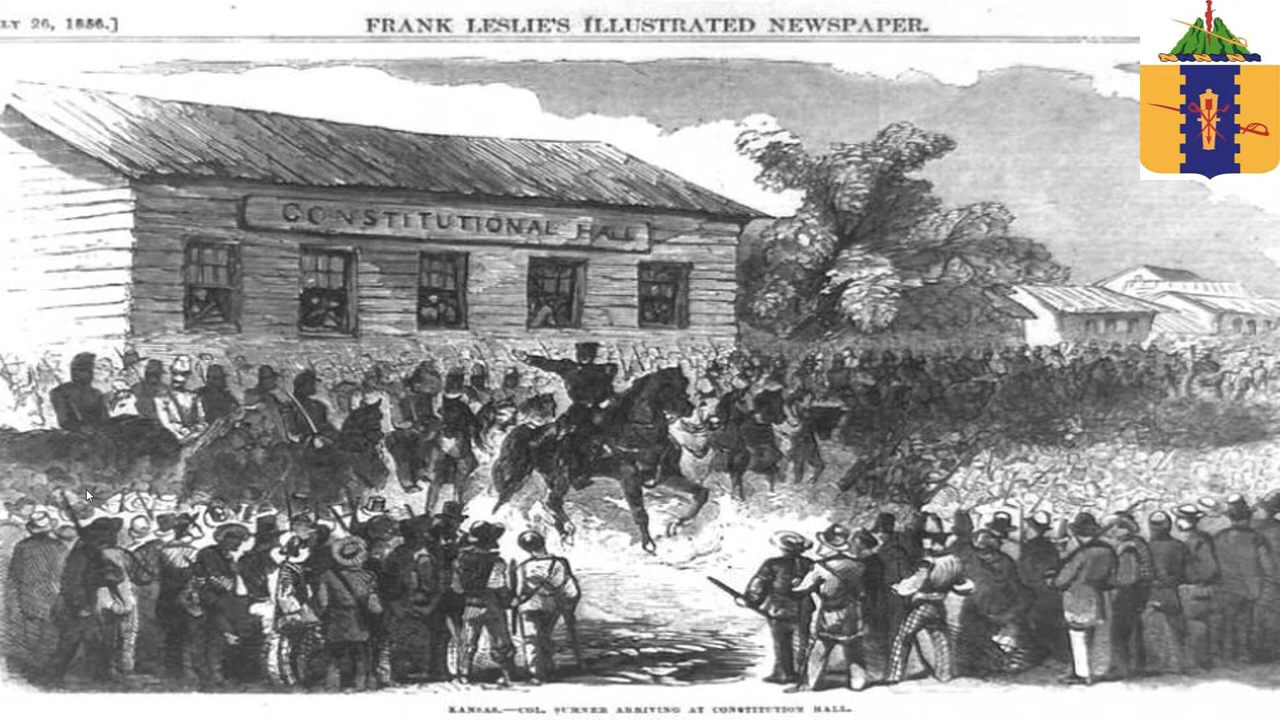 LY 26, 1856.]
FRANK LESLIE'S ILLUSTRATED NEWSPAPER.
CONSTITUTIONAL HALL
KANSAS.—COL. SUMNER ARRIVING AT CONSTITUTION HALL.